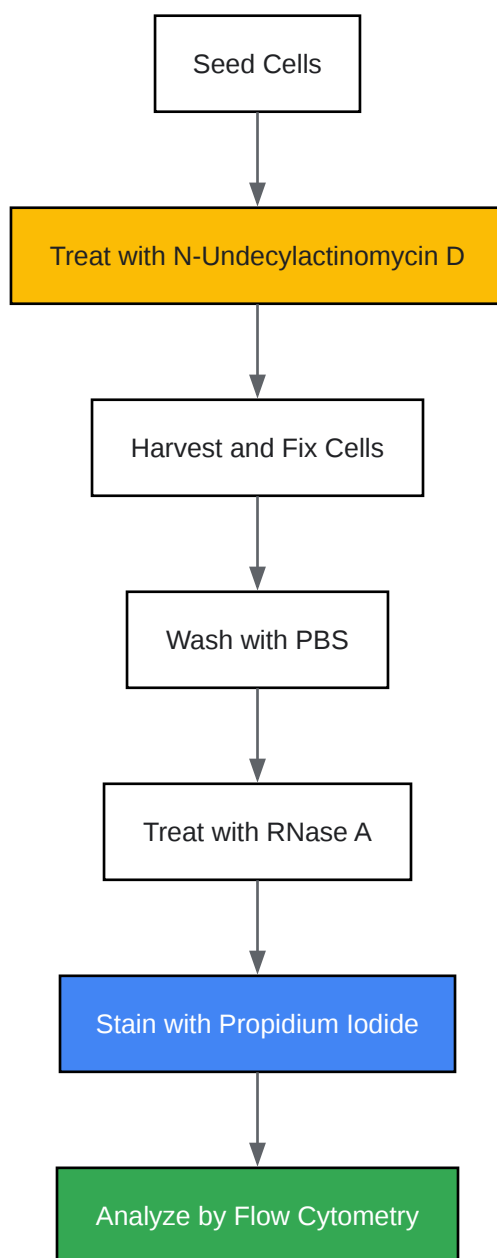 Seed Cells
Treat with N-Undecylactinomycin D
Harvest and Fix Cells
Wash with PBS
Treat with RNase A
Stain with Propidium Iodide
Analyze by Flow Cytometry